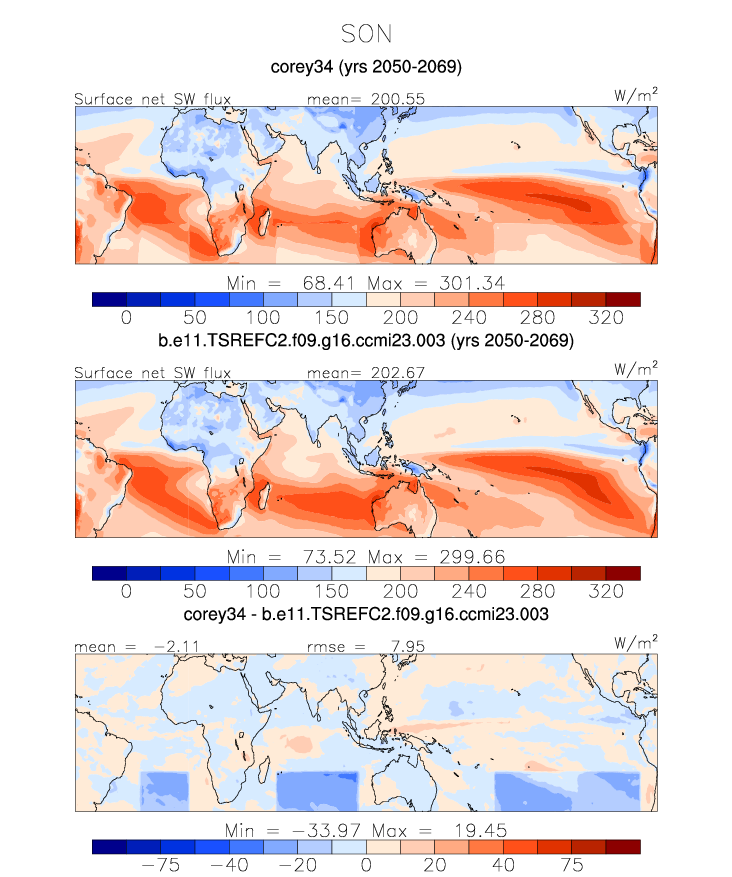 SON
corey34 (yrs 2050-2069)
Surface net SW flux mean= 200.55 W/m²
Min = 68.41 Max = 301.34
0 50 100 150 200 240 280 320
b.e11.TSREFC2.f09.g16.ccmi23.003 (yrs 2050-2069)
Surface net SW flux mean= 202.67 W/m²
Min = 73.52 Max = 299.66
0 50 100 150 200 240 280 320
corey34 - b.e11.TSREFC2.f09.g16.ccmi23.003
mean = -2.11 rmse = 7.95 W/m²
Min = -33.97 Max = 19.45
-75 -40 -20 0 20 40 75